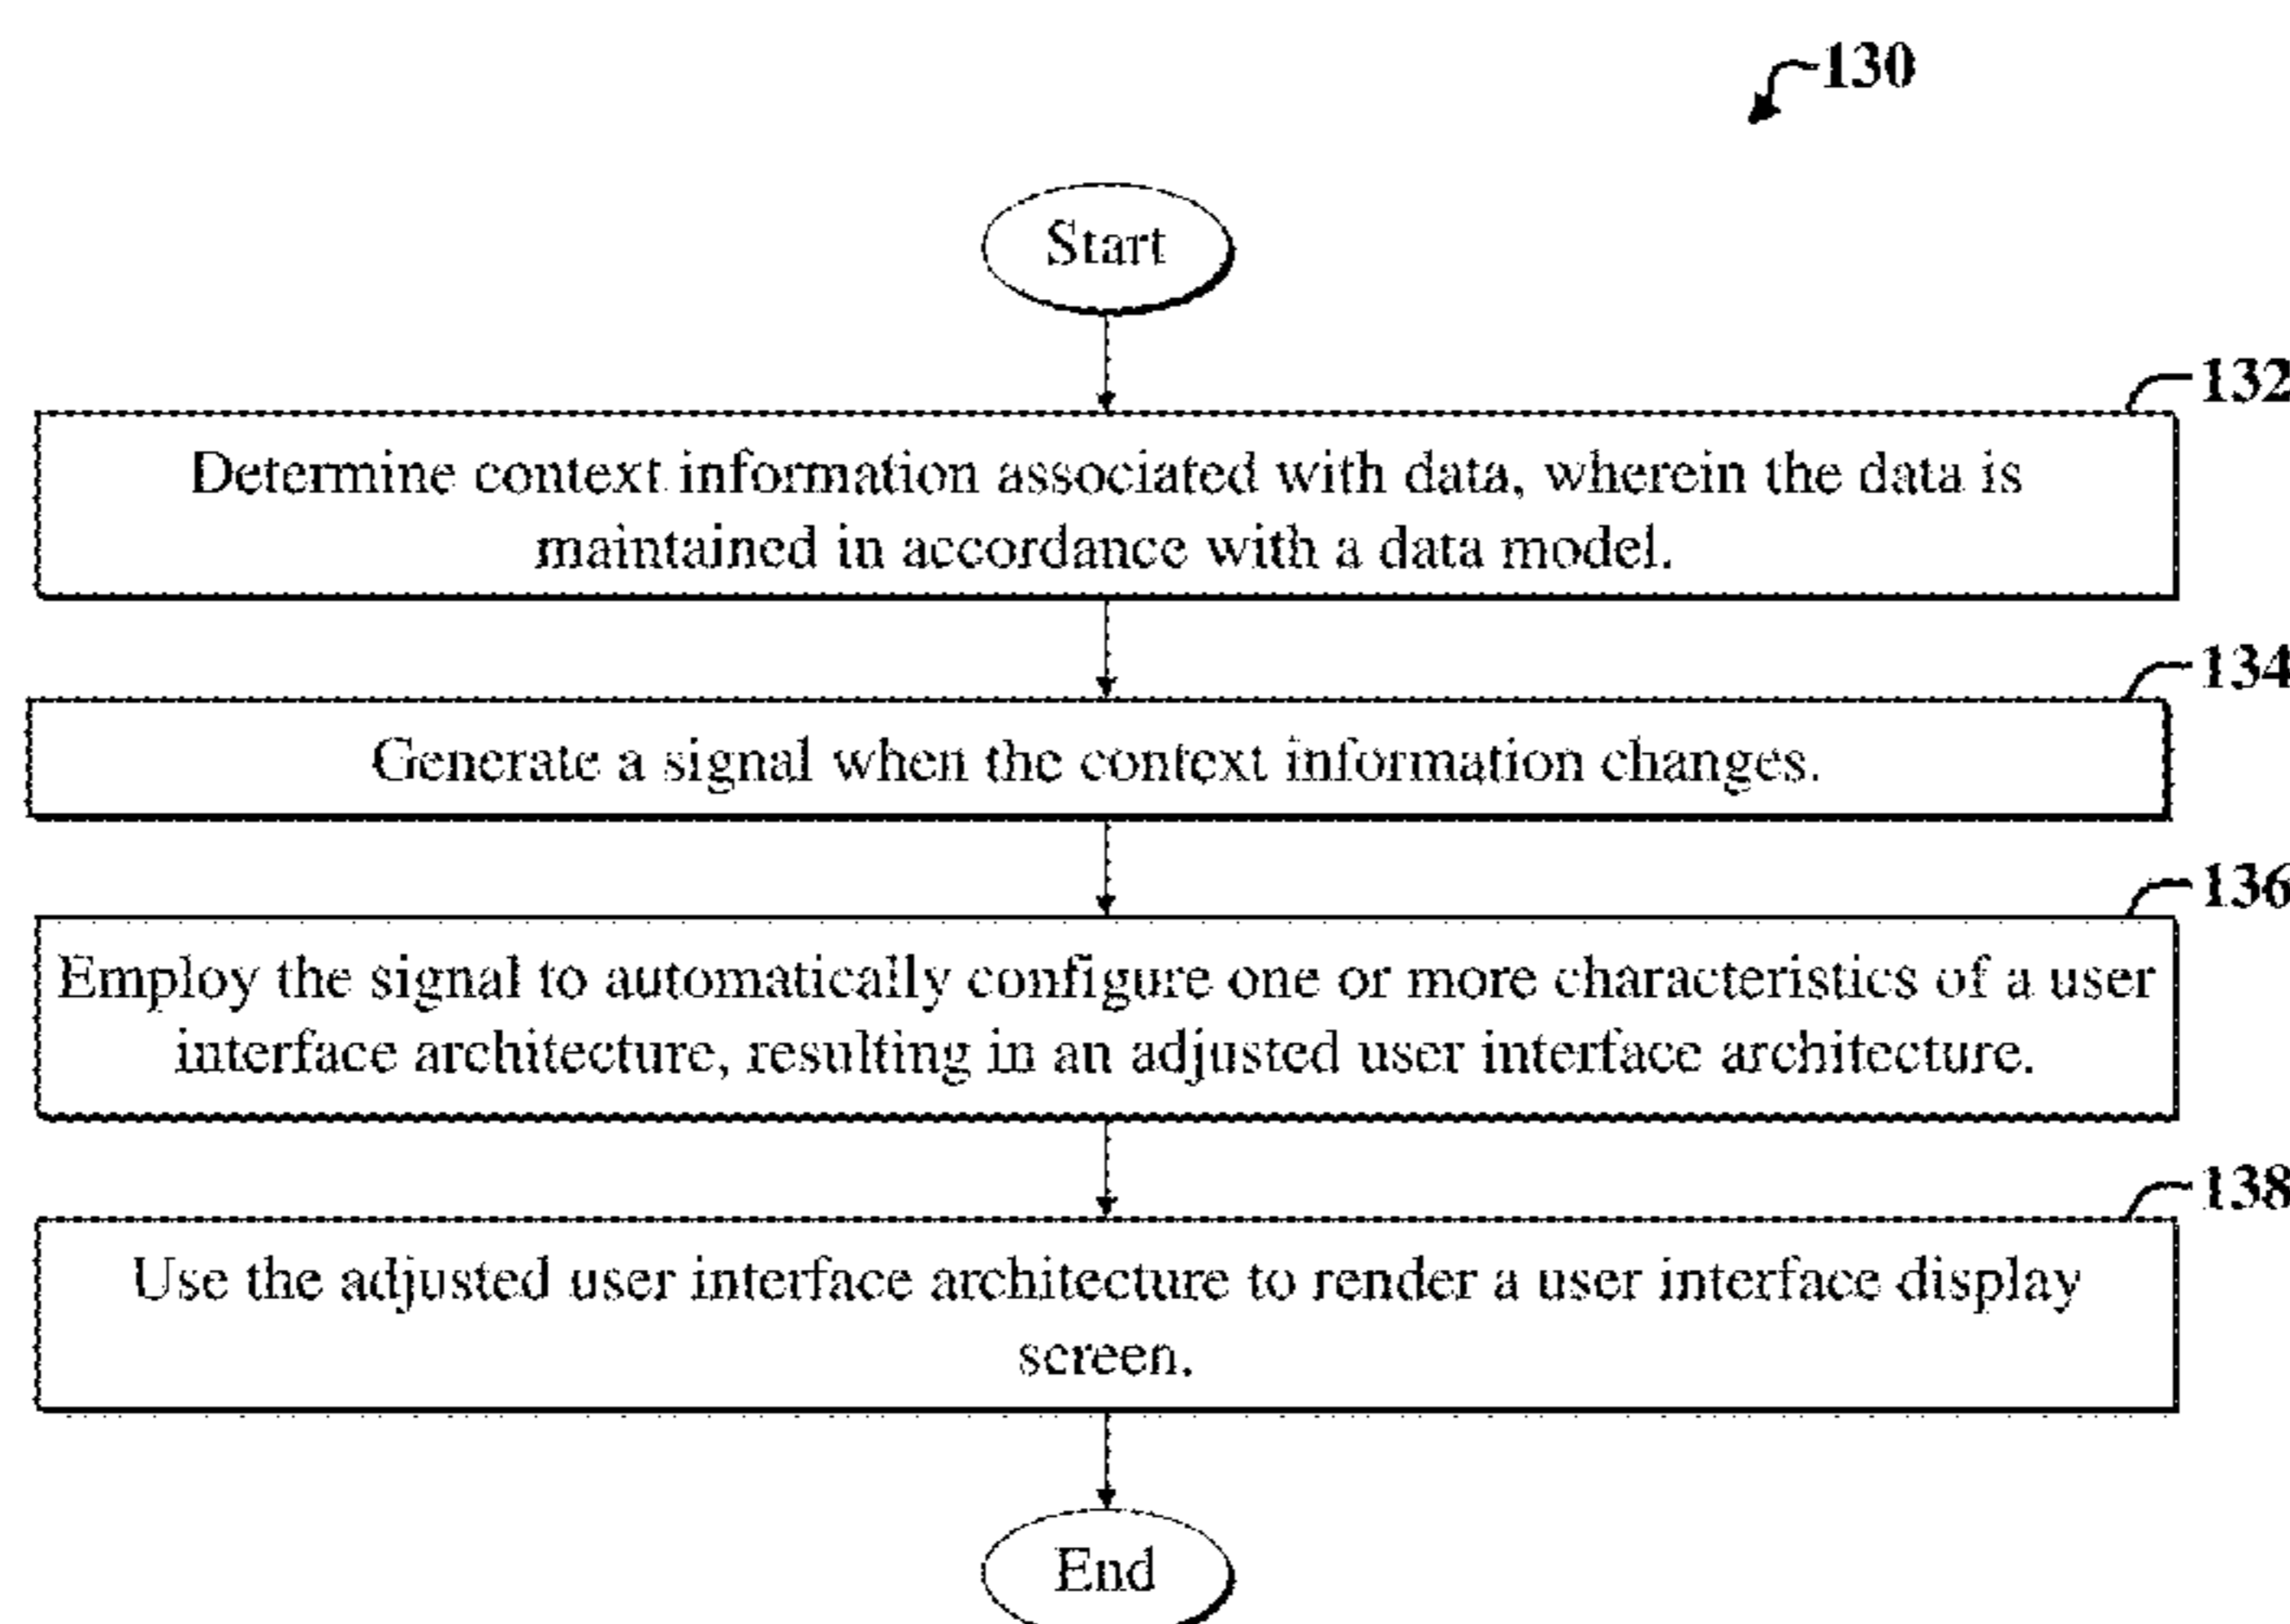 130
Start
132
Determine context information associated with data, wherein the data is
maintained in accordance with a data model.
134
Generate a signal when the context information changes.
136
Employ the signal to automatically configure one or more characteristics of a user
interface architecture, resulting in an adjusted user interface architecture.
138
Use the adjusted user interface architecture to render a user interface display
screen.
End